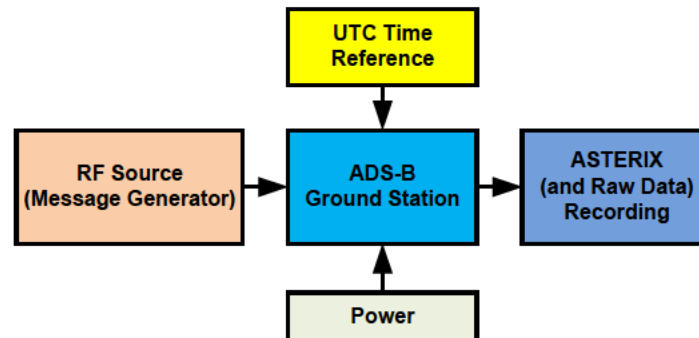 UTC Time
Reference
RF Source
(Message Generator)
ADS-B
Ground Station
ASTERIX
(and Raw Data)
Recording
Power